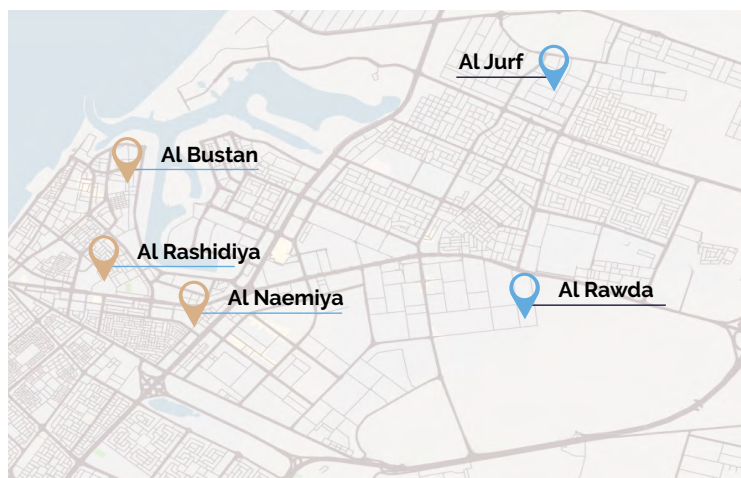 Al Jurf
Al Bustan
Al Rashidiya
Al Naemiya
Al Rawda